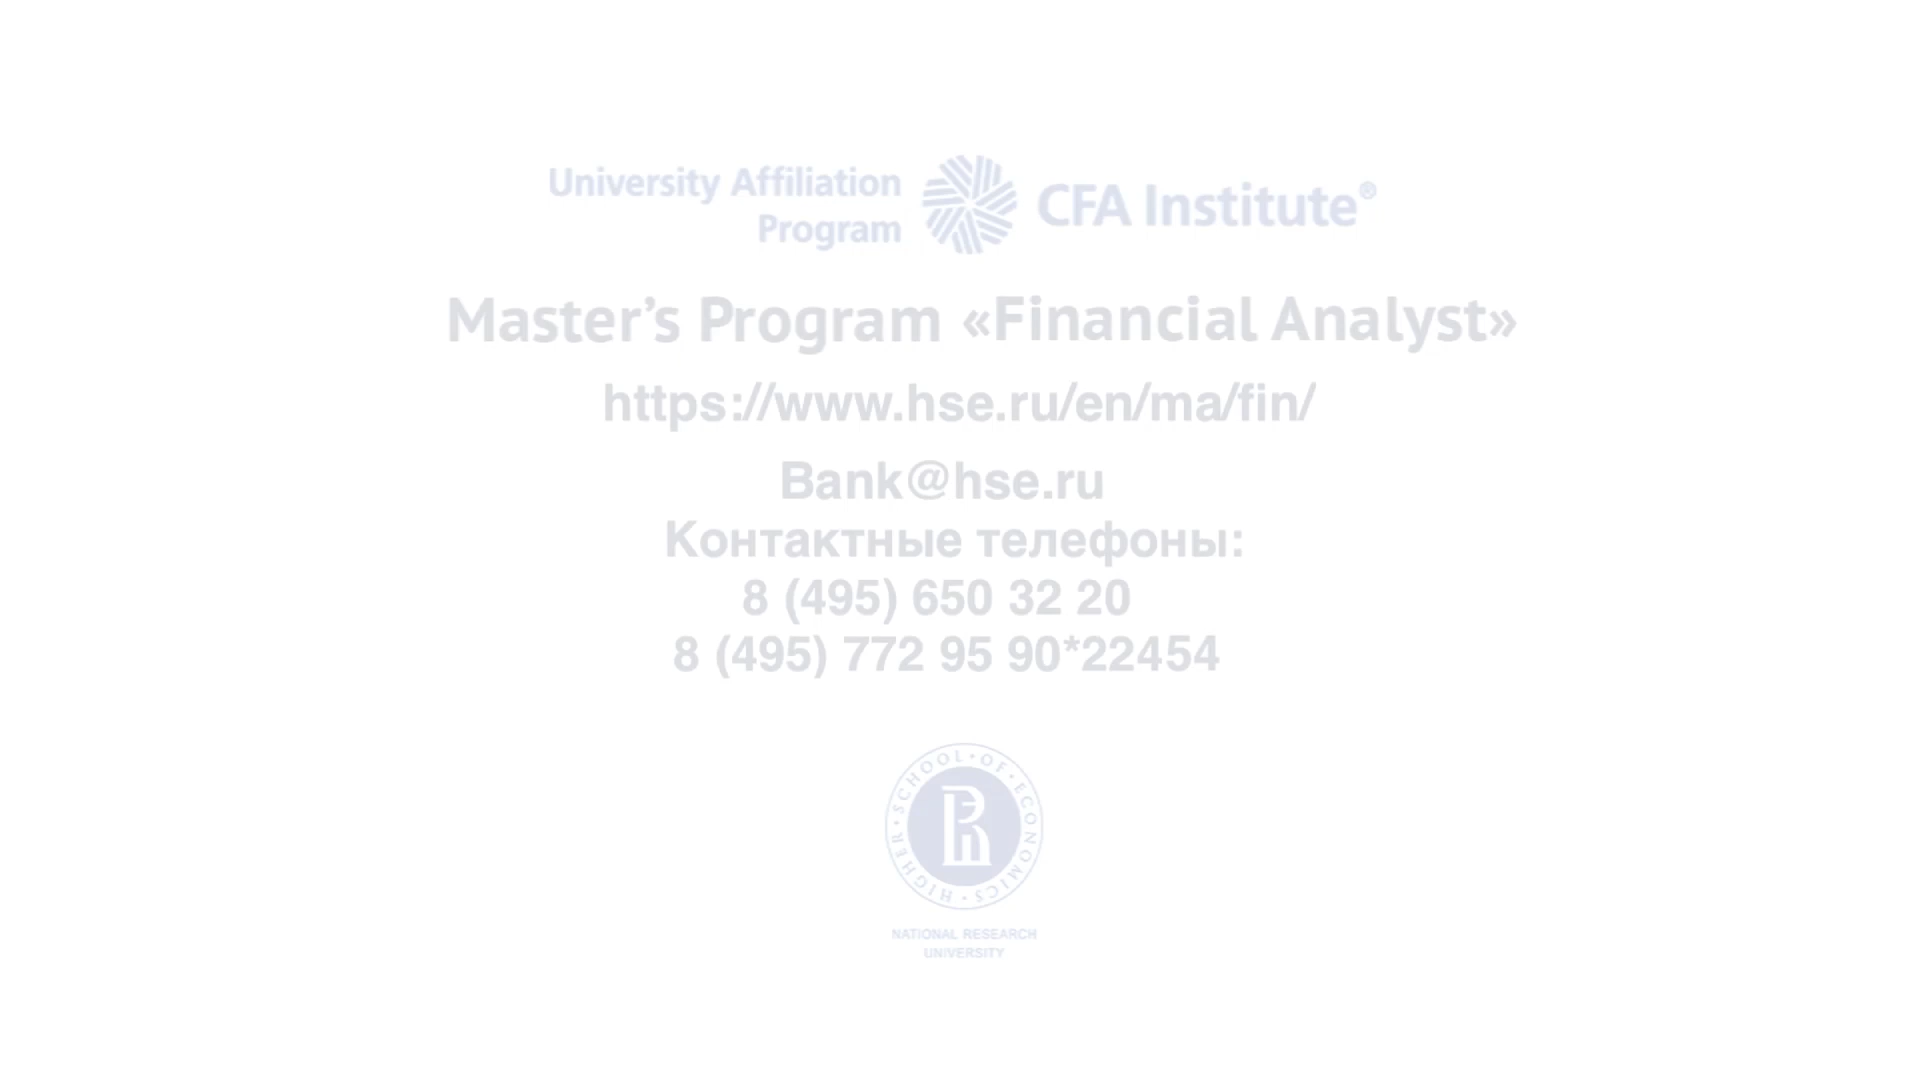 University Affiliation
Program
CFA Institute®
Master's Program «Financial Analyst»
https://www.hse.ru/en/ma/fin/
Bank@hse.ru
Контактные телефоны:
8 (495) 650 32 20
8 (495) 772 95 90*22454
HIGHER • SCHOOL • OF • ECONOMICS •
NATIONAL RESEARCH
UNIVERSITY